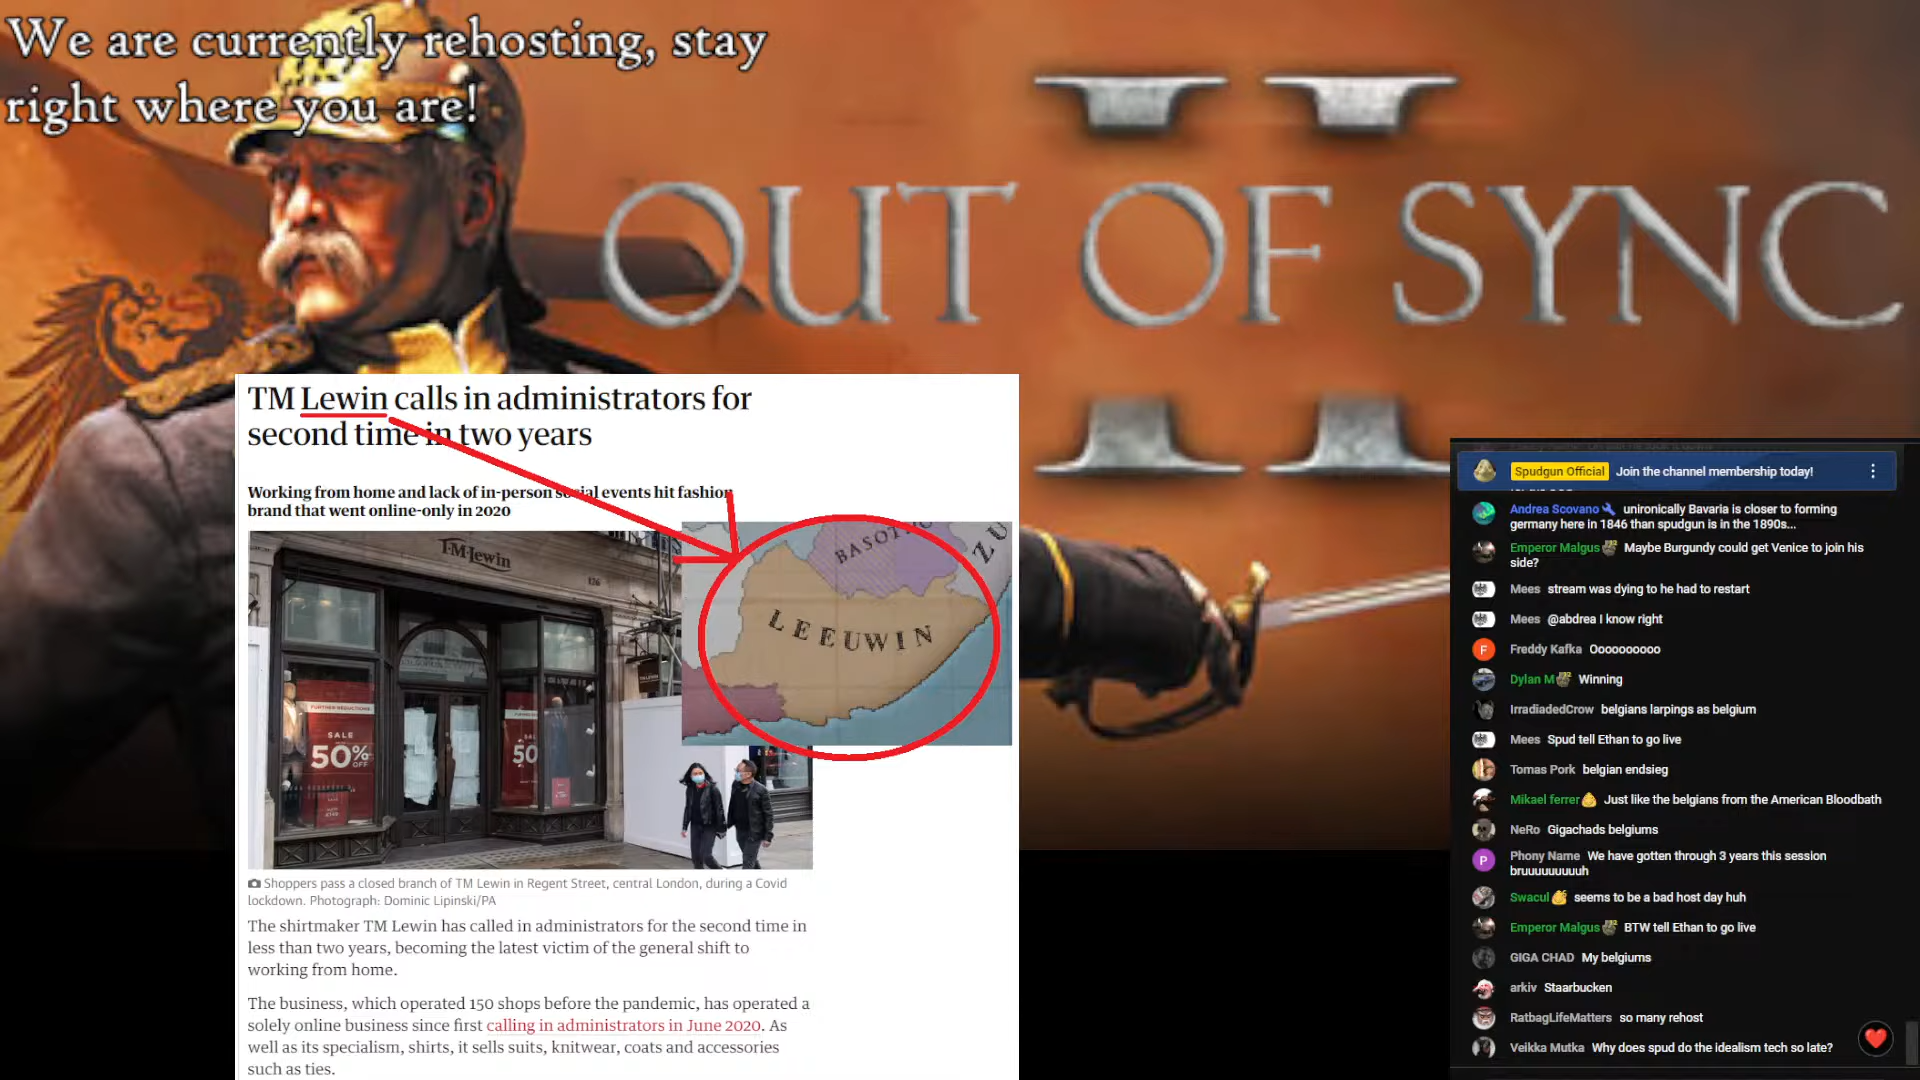 We are currently rehosting, stay
right where you are!
II
OUT OF SYNC
TM Lewin calls in administrators for
second time in two years
Working from home and lack of in-person social events hit fashion
brand that went online-only in 2020
T·M·Lewin
126
FURTHER REDUCTIONS
SALE
50%
OFF
50
BASOT
ZU
LEEUWIN
Shoppers pass a closed branch of TM Lewin in Regent Street, central London, during a Covid
lockdown. Photograph: Dominic Lipinski/PA
The shirtmaker TM Lewin has called in administrators for the second time in
less than two years, becoming the latest victim of the general shift to
working from home.
The business, which operated 150 shops before the pandemic, has operated a
solely online business since first calling in administrators in June 2020. As
well as its specialism, shirts, it sells suits, knitwear, coats and accessories
such as ties.
Spudgun Official Join the channel membership today!
Andrea Scovano unironically Bavaria is closer to forming
germany here in 1846 than spudgun is in the 1890s...
Emperor Malgus Maybe Burgundy could get Venice to join his
side?
Mees stream was dying to he had to restart
Mees @abdrea I know right
F Freddy Kafka Oooooooooo
Dylan M Winning
IrradiadedCrow belgians larpings as belgium
Mees Spud tell Ethan to go live
Tomas Pork belgian endsieg
Mikael ferrer Just like the belgians from the American Bloodbath
NeRo Gigachads belgiums
P Phony Name We have gotten through 3 years this session
bruuuuuuuuh
Swacul seems to be a bad host day huh
Emperor Malgus BTW tell Ethan to go live
GIGA CHAD My belgiums
arkiv Staarbucken
RatbagLifeMatters so many rehost
Veikka Mutka Why does spud do the idealism tech so late?